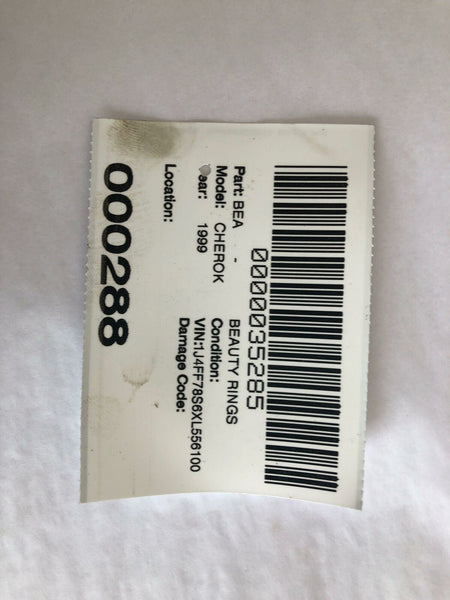 0000035285
Part: BEA - BEAUTY RINGS
Model: CHEROK Condition:
ear: 1999 VIN:1J4FF78S6XL556100
Damage Code:
Location:
000288